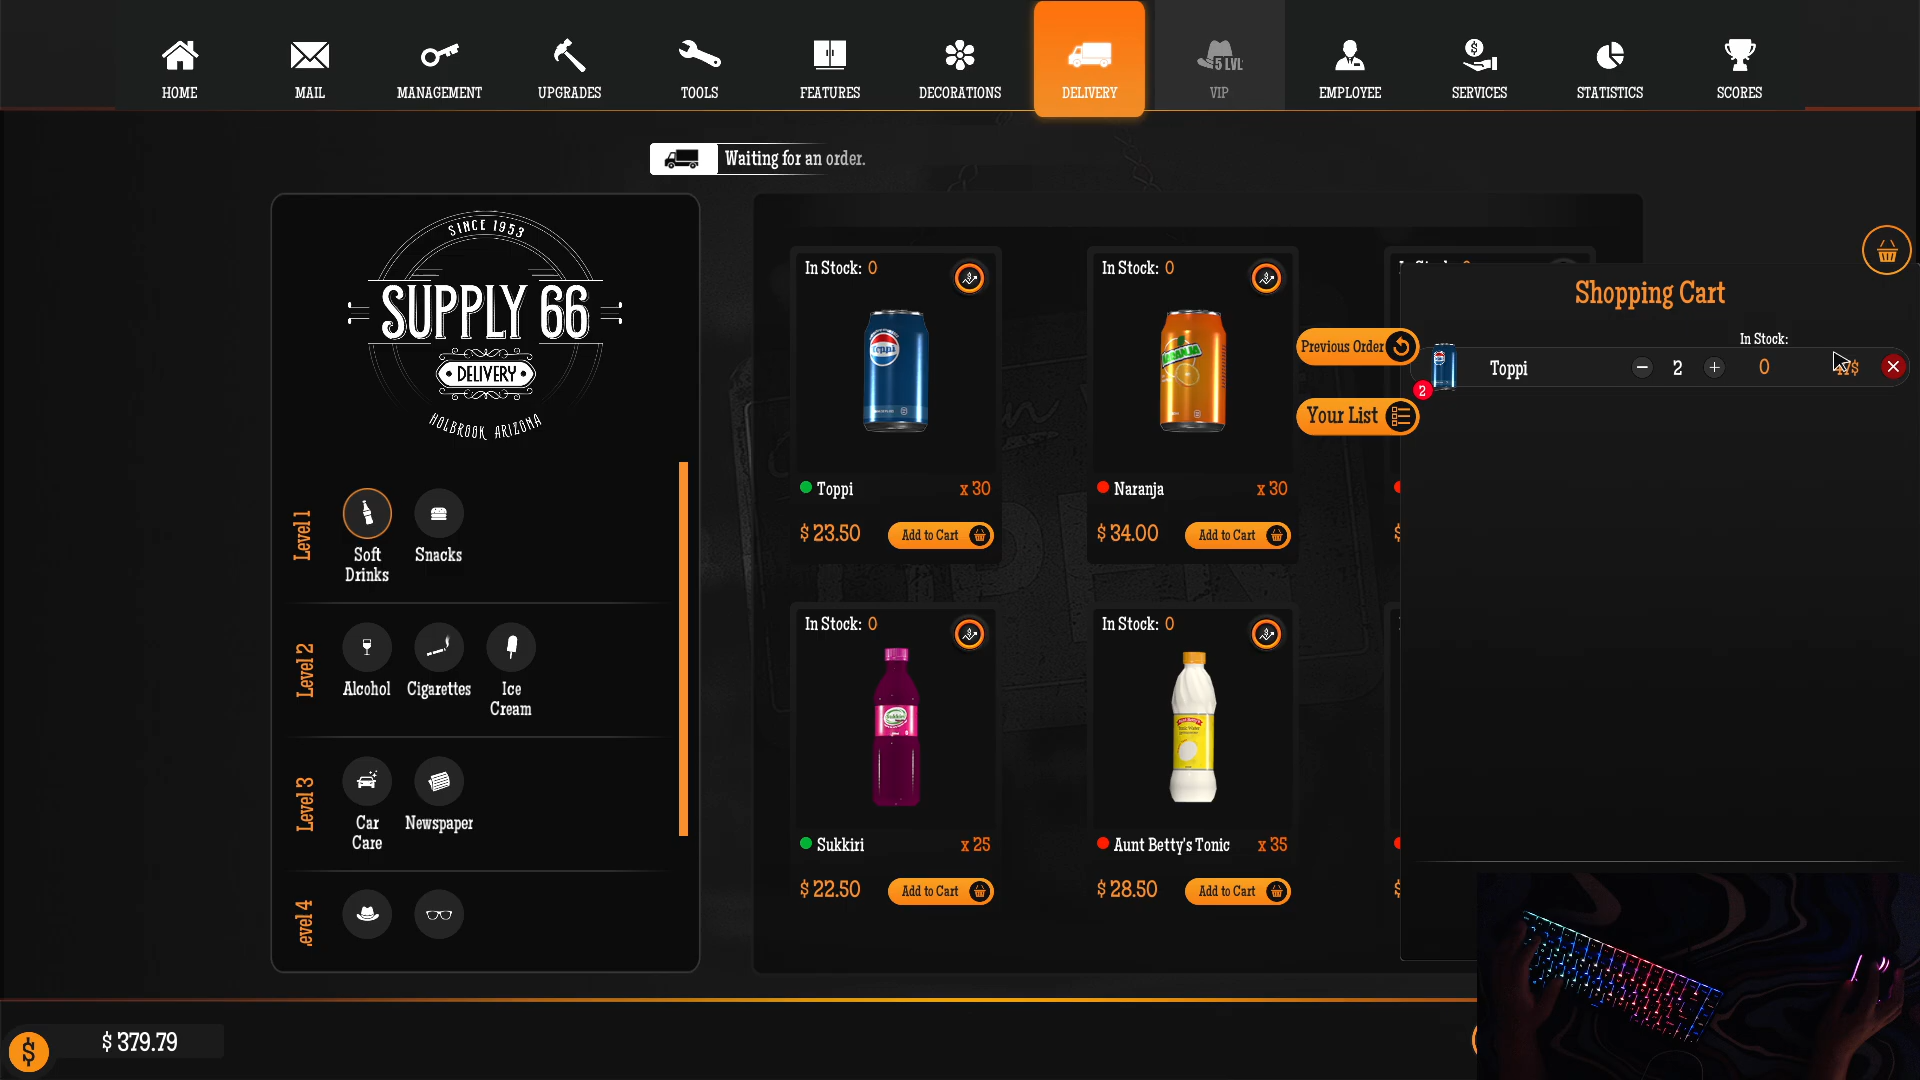 HOME
MAIL
MANAGEMENT
UPGRADES
TOOLS
FEATURES
DECORATIONS
DELIVERY
5 LVL
VIP
EMPLOYEE
SERVICES
STATISTICS
SCORES
Waiting for an order.
SINCE 1953
SUPPLY 66
DELIVERY
HOLBROOK ARIZONA
Level 1
Soft
Drinks
Snacks
Level 2
Alcohol
Cigarettes
Ice
Cream
Level 3
Car
Care
Newspaper
evel 4
In Stock: 0
Toppi
Toppi
x 30
$ 23.50
Add to Cart
In Stock: 0
NARANJA
Naranja
x 30
$ 34.00
Add to Cart
In Stock: 0
Sukkiri
Sukkiri
x 25
$ 22.50
Add to Cart
In Stock: 0
Aunt Betty's Tonic
x 35
$ 28.50
Add to Cart
Previous Order
Your List
Shopping Cart
In Stock:
2
Toppi
2
0
$ 379.79